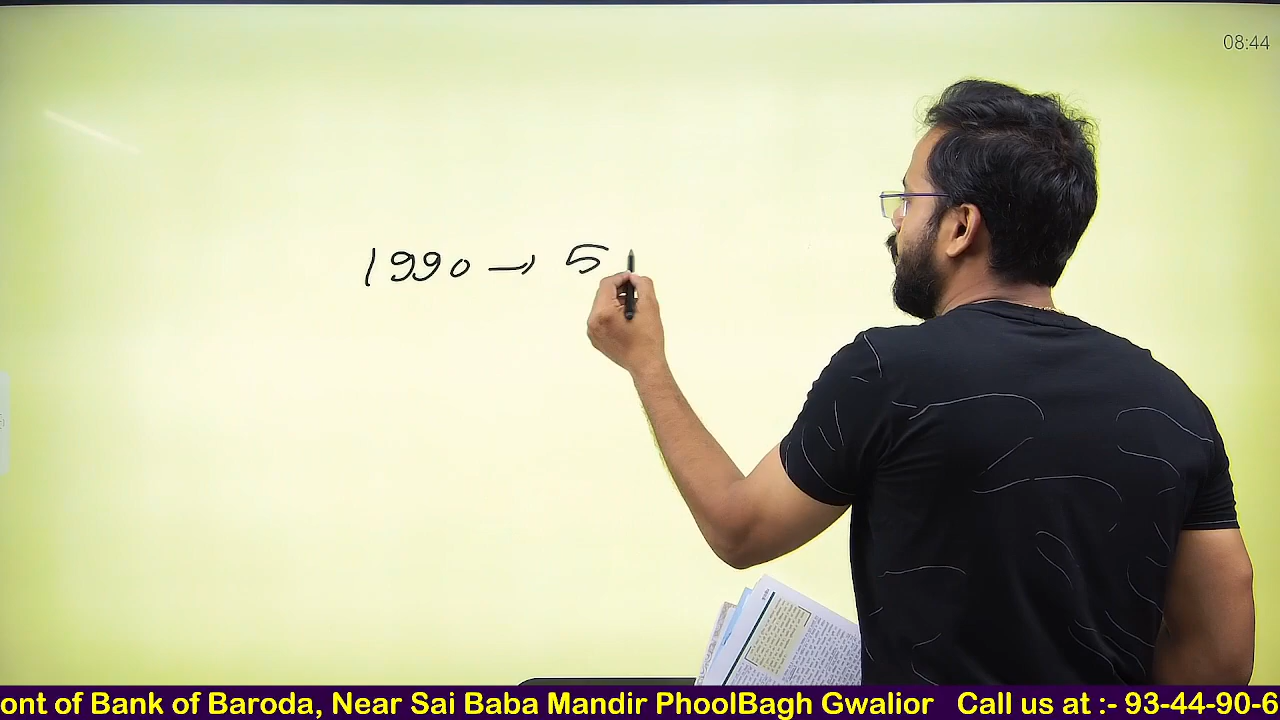 08:44
1990 → 5
ont of Bank of Baroda, Near Sai Baba Mandir PhoolBagh Gwalior Call us at :- 93-44-90-6